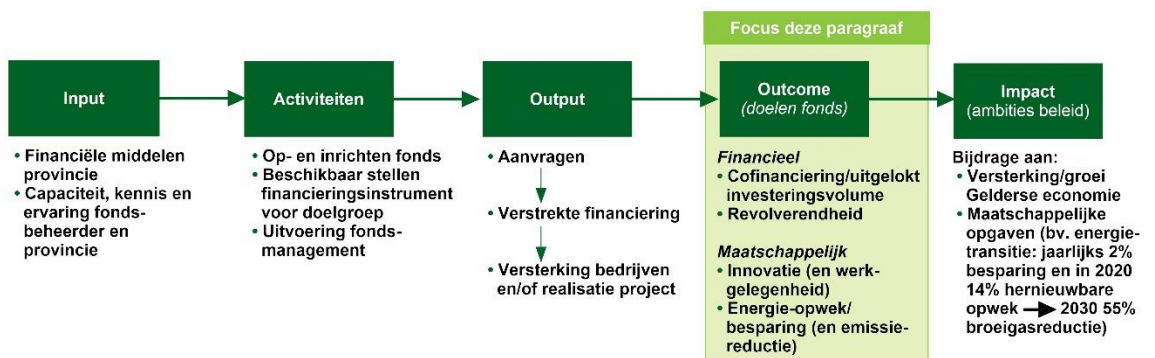 Focus deze paragraaf
Input
Activiteiten
Output
Outcome
(doelen fonds)
Impact
(ambities beleid)
• Financiële middelen
provincie
• Capaciteit, kennis en
ervaring fonds-
beheerder en
provincie
• Op- en inrichten fonds
• Beschikbaar stellen
financieringsinstrument
voor doelgroep
• Uitvoering fonds-
management
• Aanvragen
• Verstrekte financiering
• Versterking bedrijven
en/of realisatie project
Financieel
• Cofinanciering/uitgelokt
investeringsvolume
• Revolverendheid
Maatschappelijk
• Innovatie (en werk-
gelegenheid)
• Energie-opwek/
besparing (en emissie-
reductie)
Bijdrage aan:
• Versterking/groei
Gelderse economie
• Maatschappelijke
opgaven (bv. energie-
transitie: jaarlijks 2%
besparing en in 2020
14% hernieuwbare
opwek → 2030 55%
broeigasreductie)